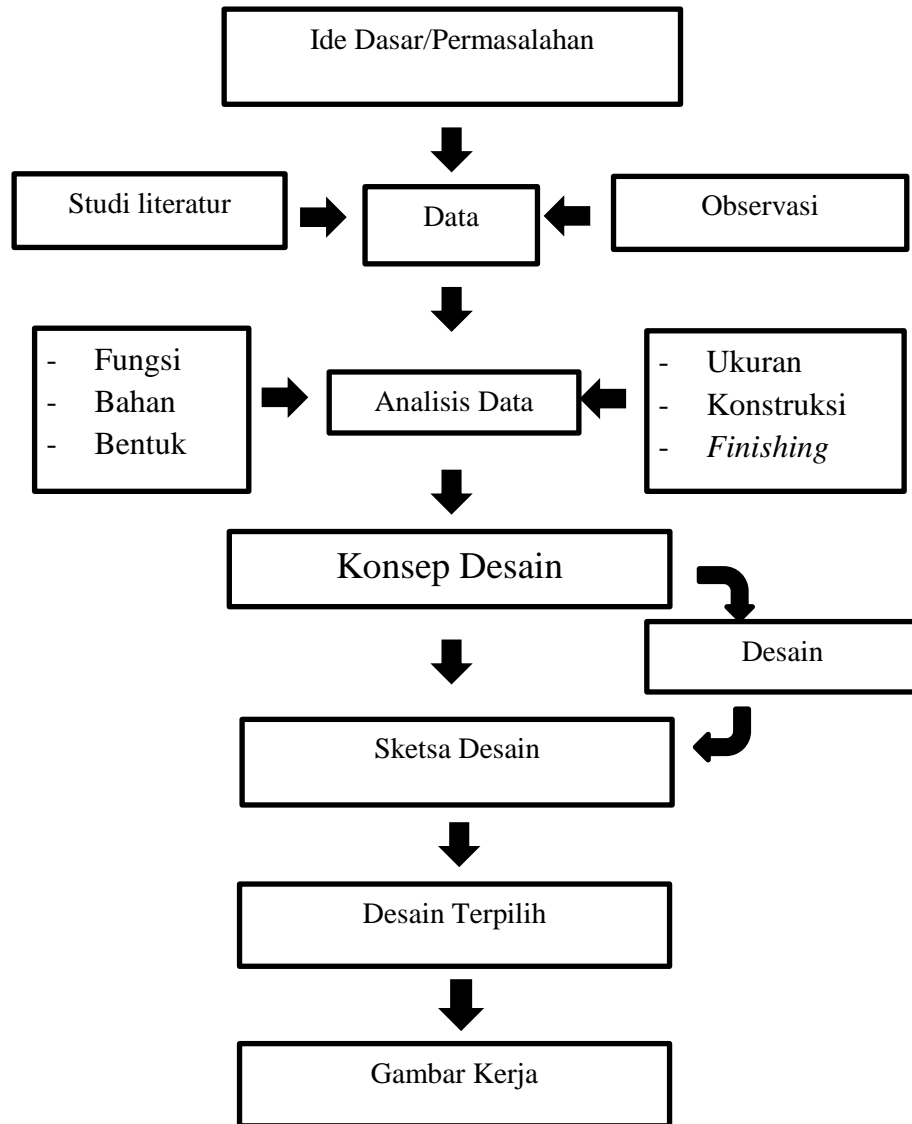 Ide Dasar/Permasalahan
Studi literatur
Data
Observasi
- Fungsi
- Bahan
- Bentuk
Analisis Data
- Ukuran
- Konstruksi
- Finishing
Konsep Desain
Desain
Sketsa Desain
Desain Terpilih
Gambar Kerja